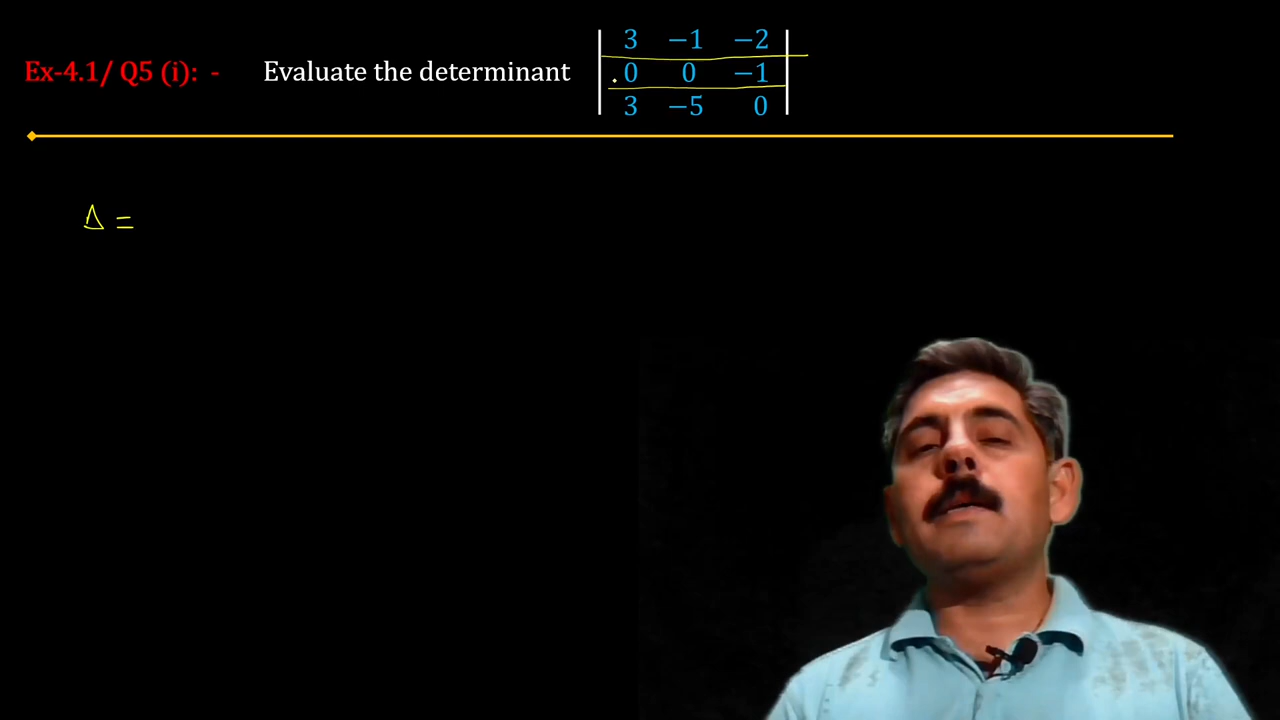 Ex-4.1/ Q5 (i): - Evaluate the determinant
3 −1 −2
0 0 −1
3 −5 0
Δ =